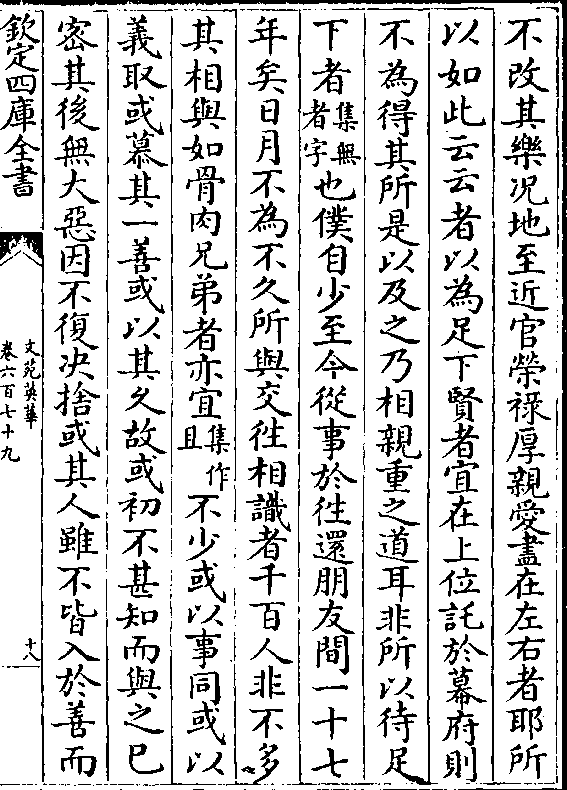 不改其樂况地至近官榮禄厚親愛盡在左右者耶所
以如此云云者以為足下賢者宜在上位託於幕府則
不為得其所是以及之乃相親重之道耳非所以待足
下者集無者字也僕自少至今從事於徃還朋友間一十七
年矣日月不為不久所與交徃相識者千百人非不多
其相與如骨肉兄弟者亦宜集作且不少或以事同或以
義取或慕其一善或以其久故或初不甚知而與之已
宻其後無大惡因不復决捨或其人雖不皆入於善而
欽定四庫全書
文苑英華
卷六百七十九
十八